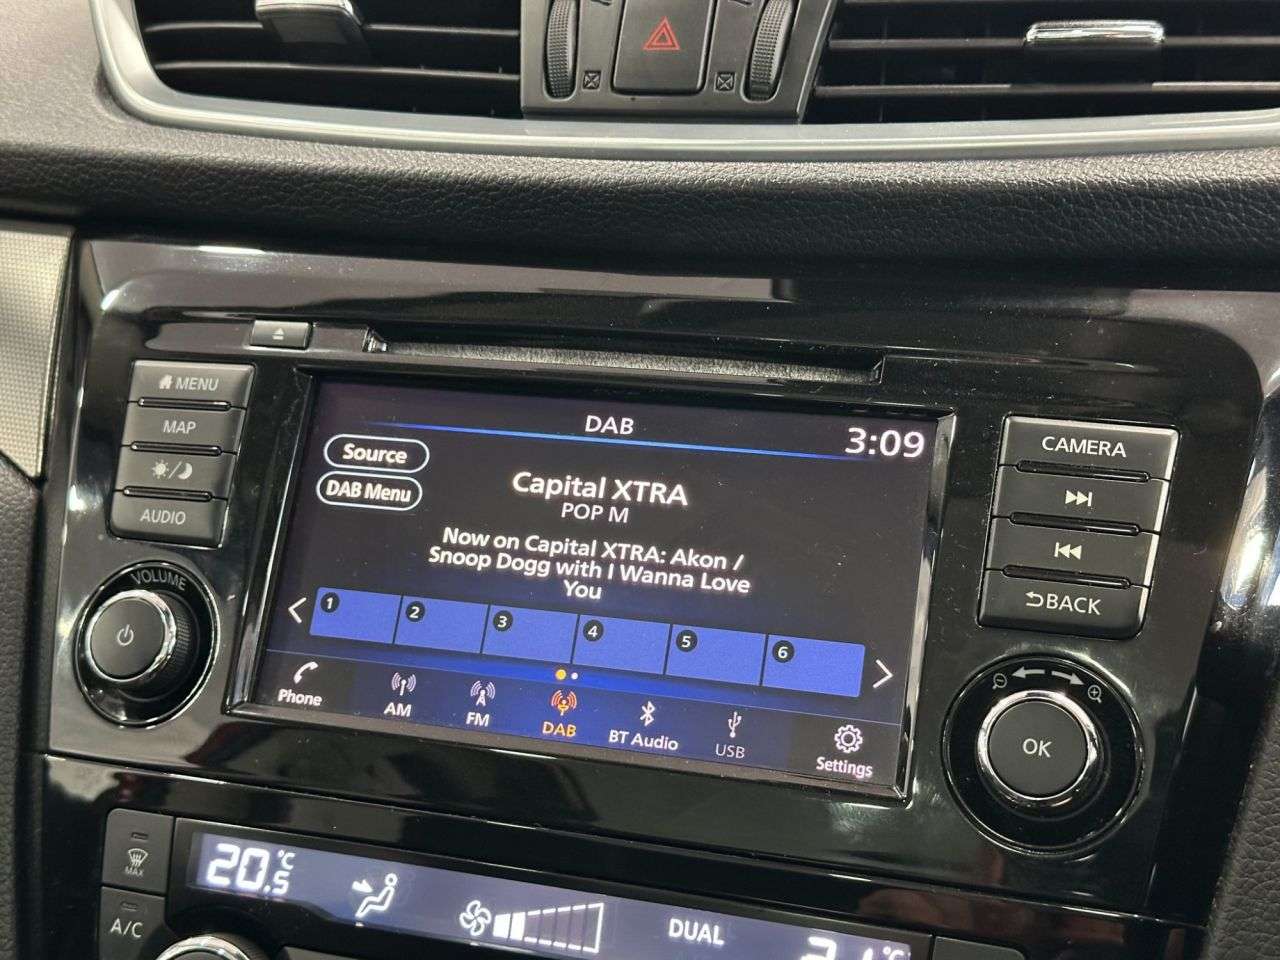 MENU
MAP
AUDIO
VOLUME
DAB
3:09
Source
DAB Menu
Capital XTRA
POP M
Now on Capital XTRA: Akon /
Snoop Dogg with I Wanna Love
You
1 2 3 4 5 6
Phone AM FM DAB BT Audio USB Settings
CAMERA
BACK
OK
MAX
A/C
20.5°C
DUAL